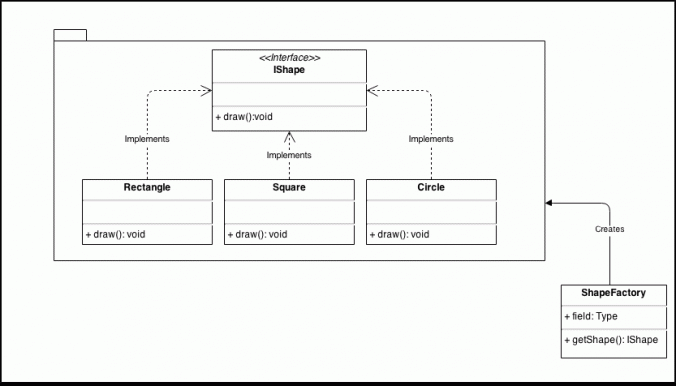 <<Interface>>
IShape
+ draw():void
Implements
Implements
Implements
Rectangle
Square
Circle
+ draw(): void
+ draw(): void
+ draw(): void
Creates
ShapeFactory
+ field: Type
+ getShape(): IShape